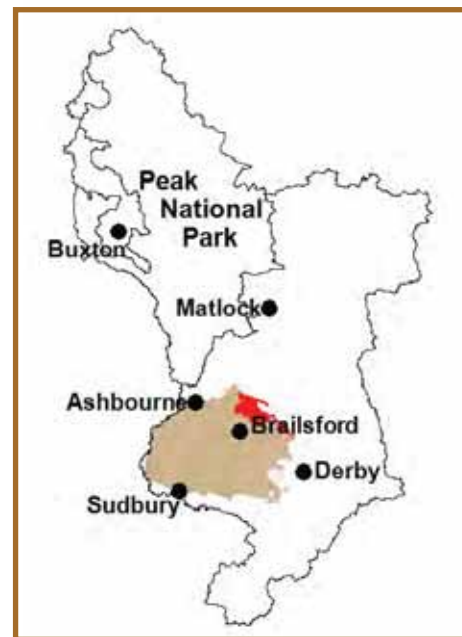 Peak
National
Park
Buxton
Matlock
Ashbourne
Brailsford
Derby
Sudbury